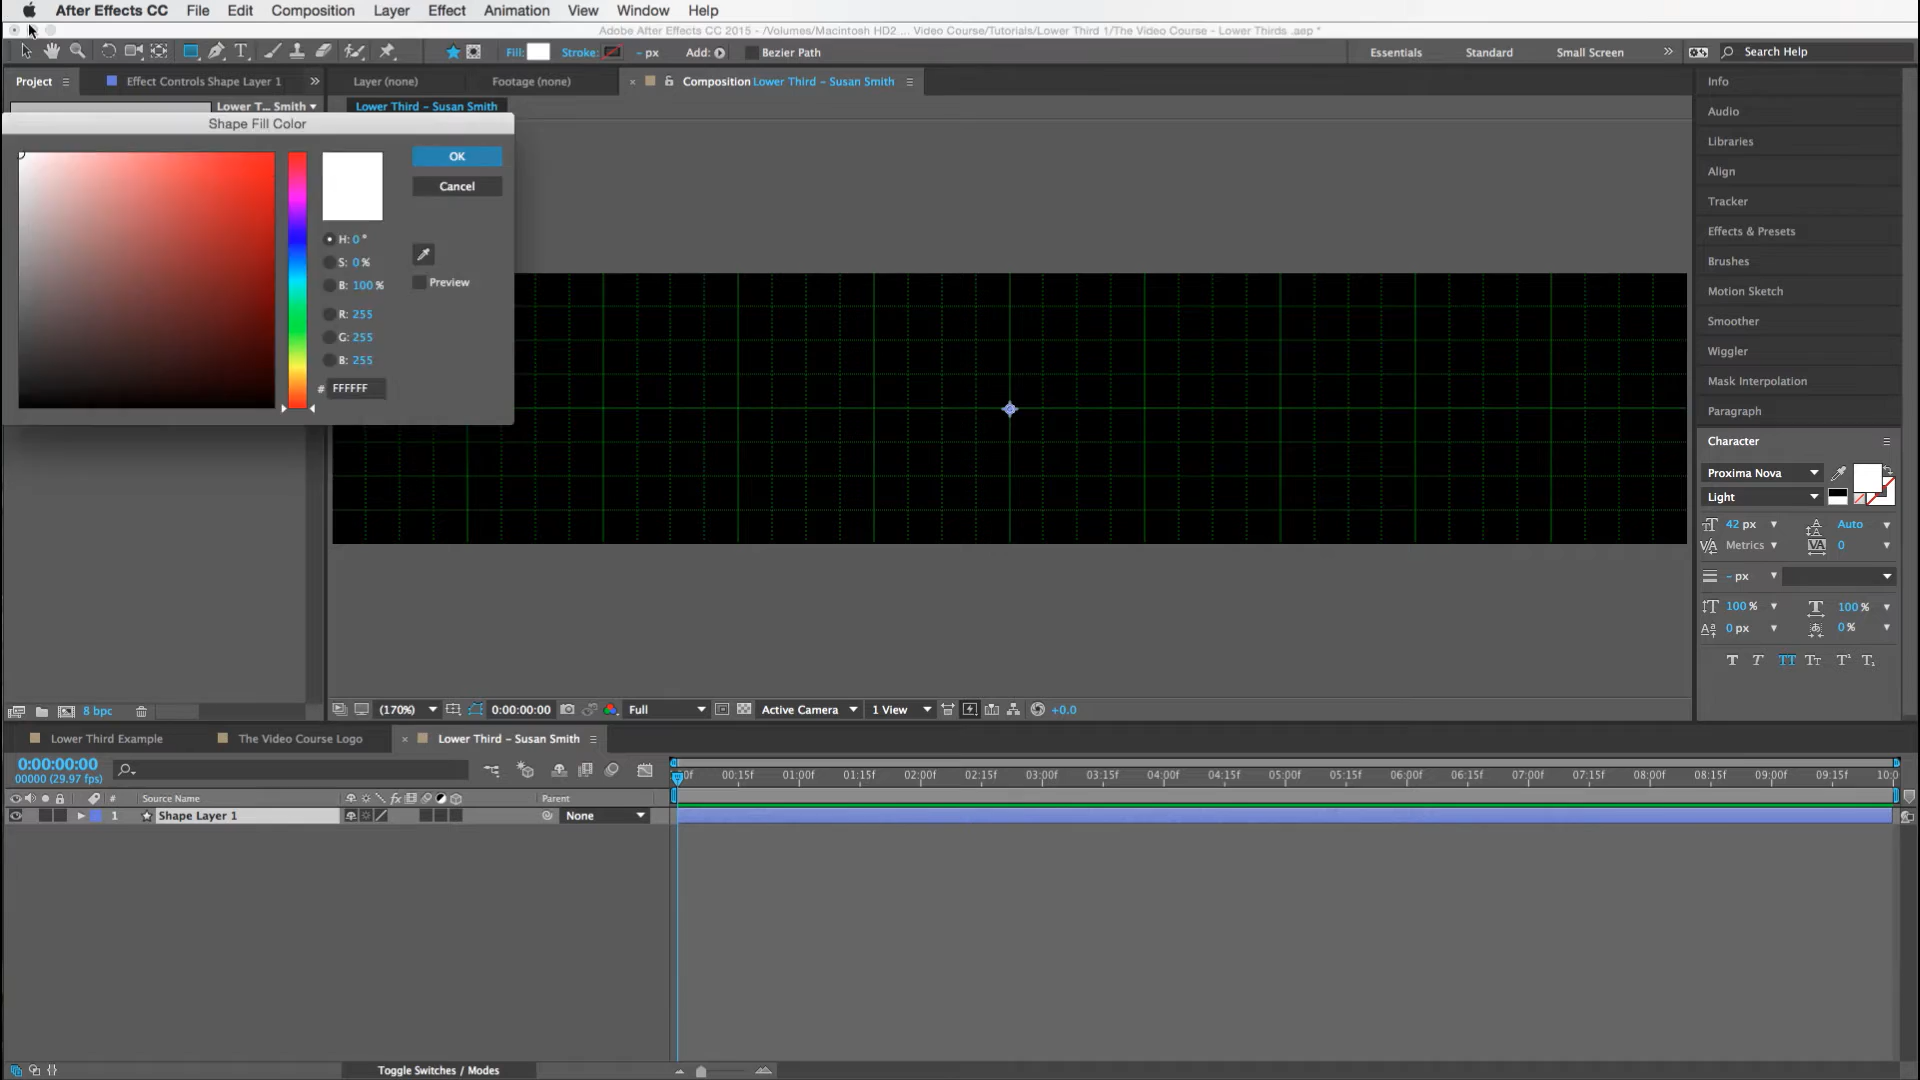 After Effects CC File Edit Composition Layer Effect Animation View Window Help
Adobe After Effects CC 2015 - /Volumes/Macintosh HD2 ... Video Course/Tutorials/Lower Third 1/The Video Course - Lower Thirds .aep *
Fill: Stroke: - px Add: Bezier Path Essentials Standard Small Screen » Search Help
Project Effect Controls Shape Layer 1 » Layer (none) Footage (none) × Composition Lower Third – Susan Smith
Lower T... Smith Lower Third – Susan Smith
Shape Fill Color
OK
Cancel
H: 0 °
S: 0 %
B: 100 %
Preview
R: 255
G: 255
B: 255
# FFFFFF
Info
Audio
Libraries
Align
Tracker
Effects & Presets
Brushes
Motion Sketch
Smoother
Wiggler
Mask Interpolation
Paragraph
Character
Proxima Nova
Light
42 px Auto
Metrics 0
- px
100 % 100 %
0 px 0 %
T T TT Tt T¹ T₁
8 bpc (170%) 0:00:00:00 Full Active Camera 1 View +0.0
Lower Third Example The Video Course Logo × Lower Third – Susan Smith
0:00:00:00
00000 (29.97 fps)
00f 00:15f 01:00f 01:15f 02:00f 02:15f 03:00f 03:15f 04:00f 04:15f 05:00f 05:15f 06:00f 06:15f 07:00f 07:15f 08:00f 08:15f 09:00f 09:15f 10:0
# Source Name fx Parent
1 Shape Layer 1 None
Toggle Switches / Modes